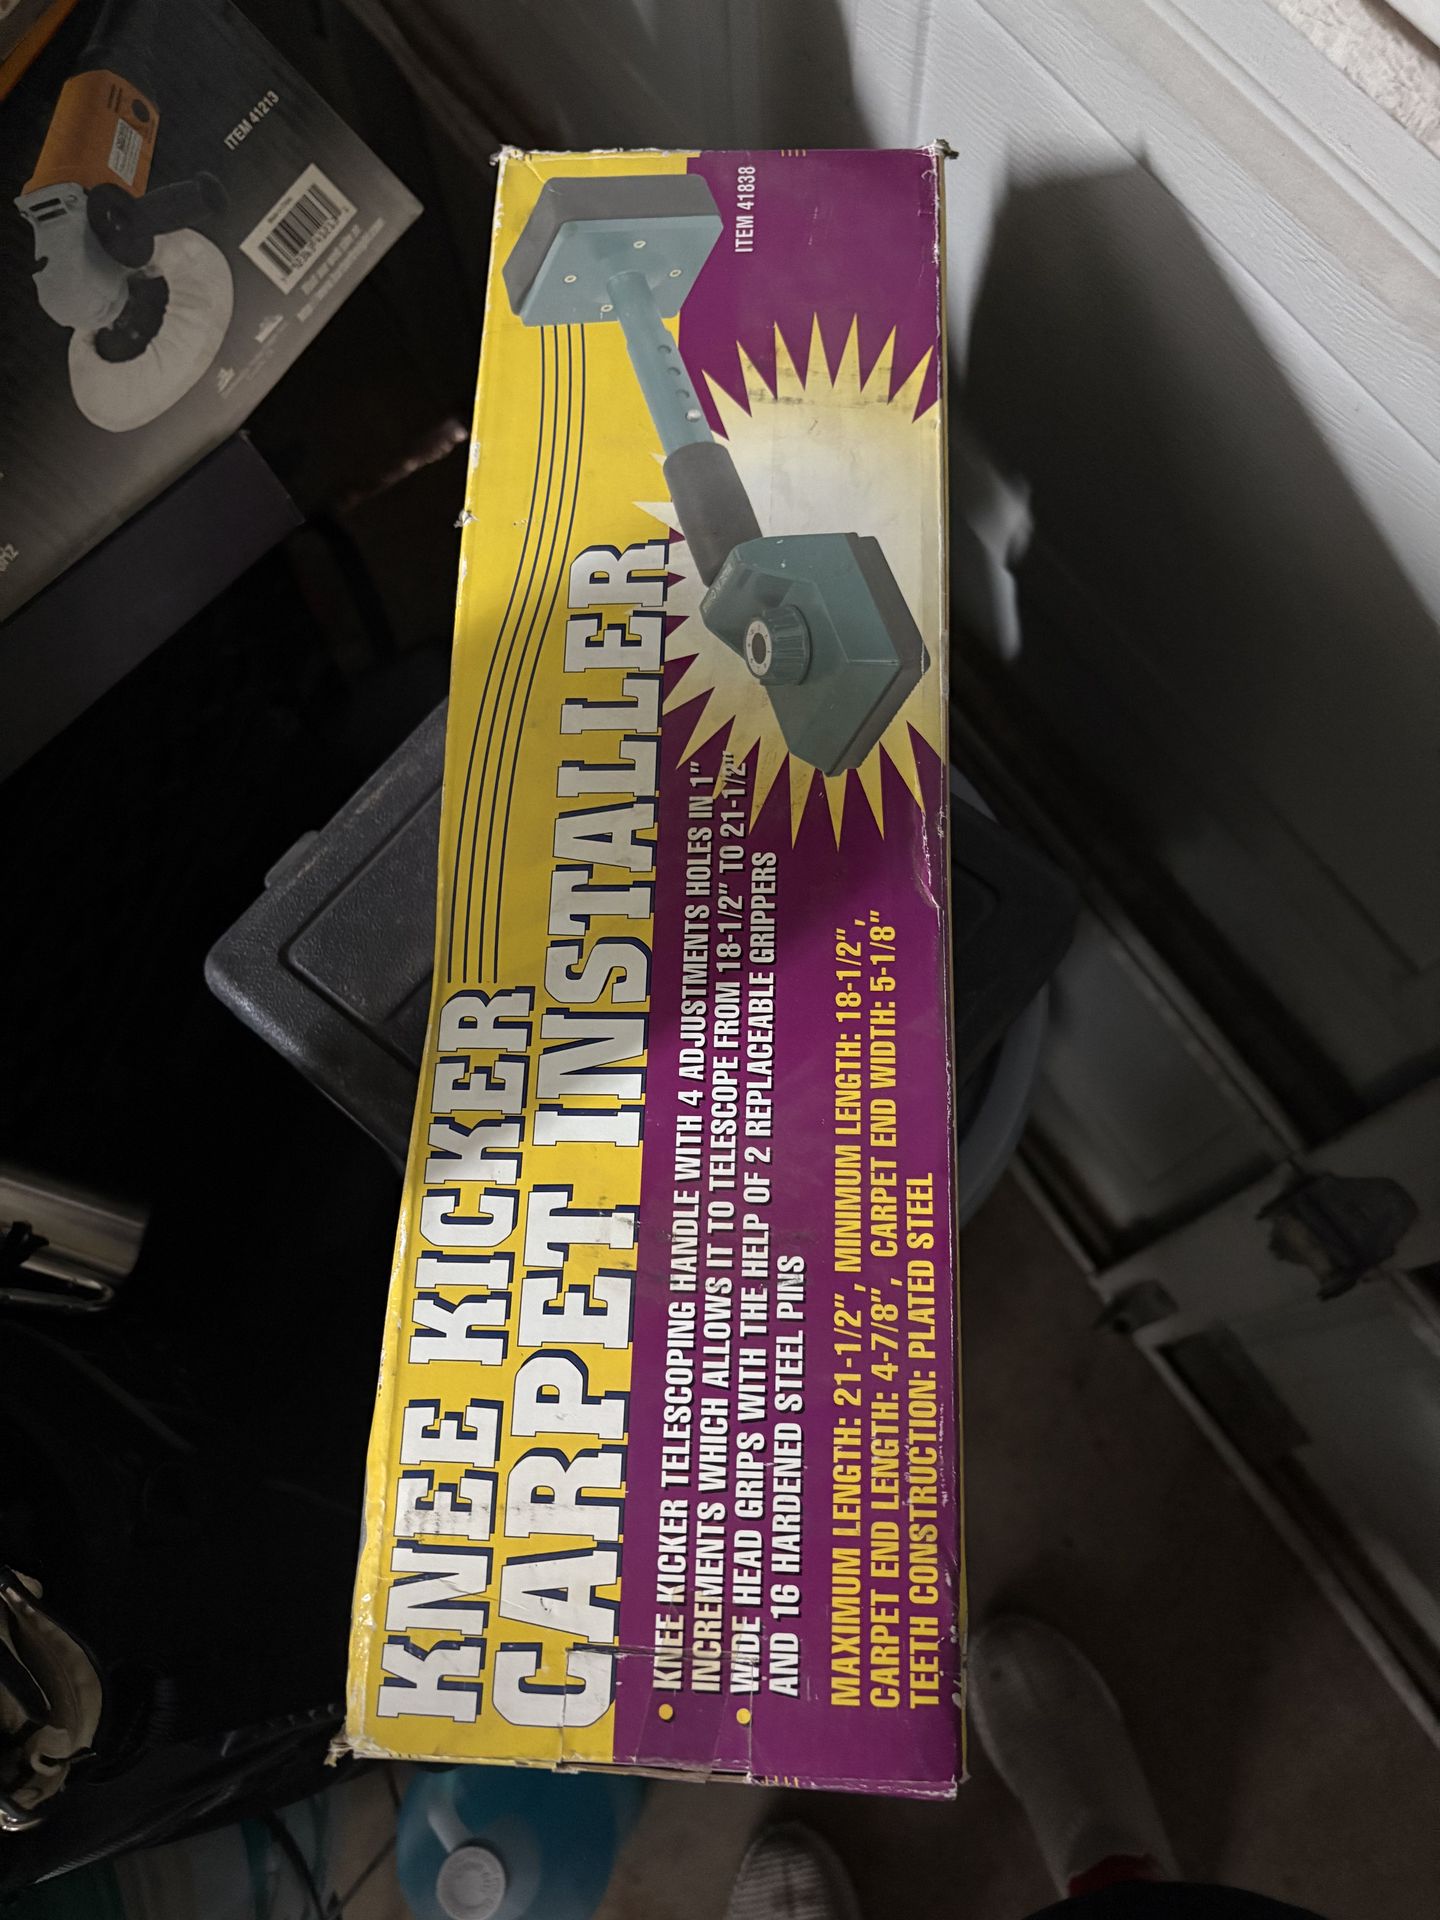 ITEM 41838
KNEE KICKER
CARPET INSTALLER
• KNEE KICKER TELESCOPING HANDLE WITH 4 ADJUSTMENTS HOLES IN 1"
INCREMENTS WHICH ALLOWS IT TO TELESCOPE FROM 18-1/2" TO 21-1/2"
• WIDE HEAD GRIPS WITH THE HELP OF 2 REPLACEABLE GRIPPERS
AND 16 HARDENED STEEL PINS
MAXIMUM LENGTH: 21-1/2", MINIMUM LENGTH: 18-1/2",
CARPET END LENGTH: 4-7/8", CARPET END WIDTH: 5-1/8"
TEETH CONSTRUCTION: PLATED STEEL
ITEM 41213